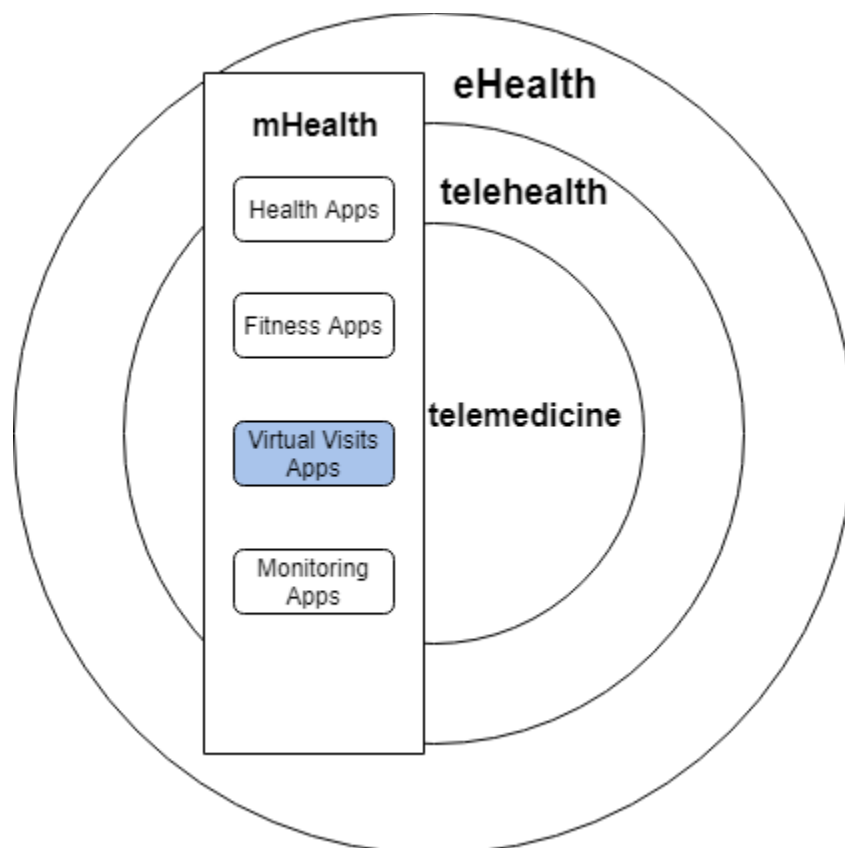 eHealth
mHealth
telehealth
Health Apps
Fitness Apps
telemedicine
Virtual Visits
Apps
Monitoring
Apps